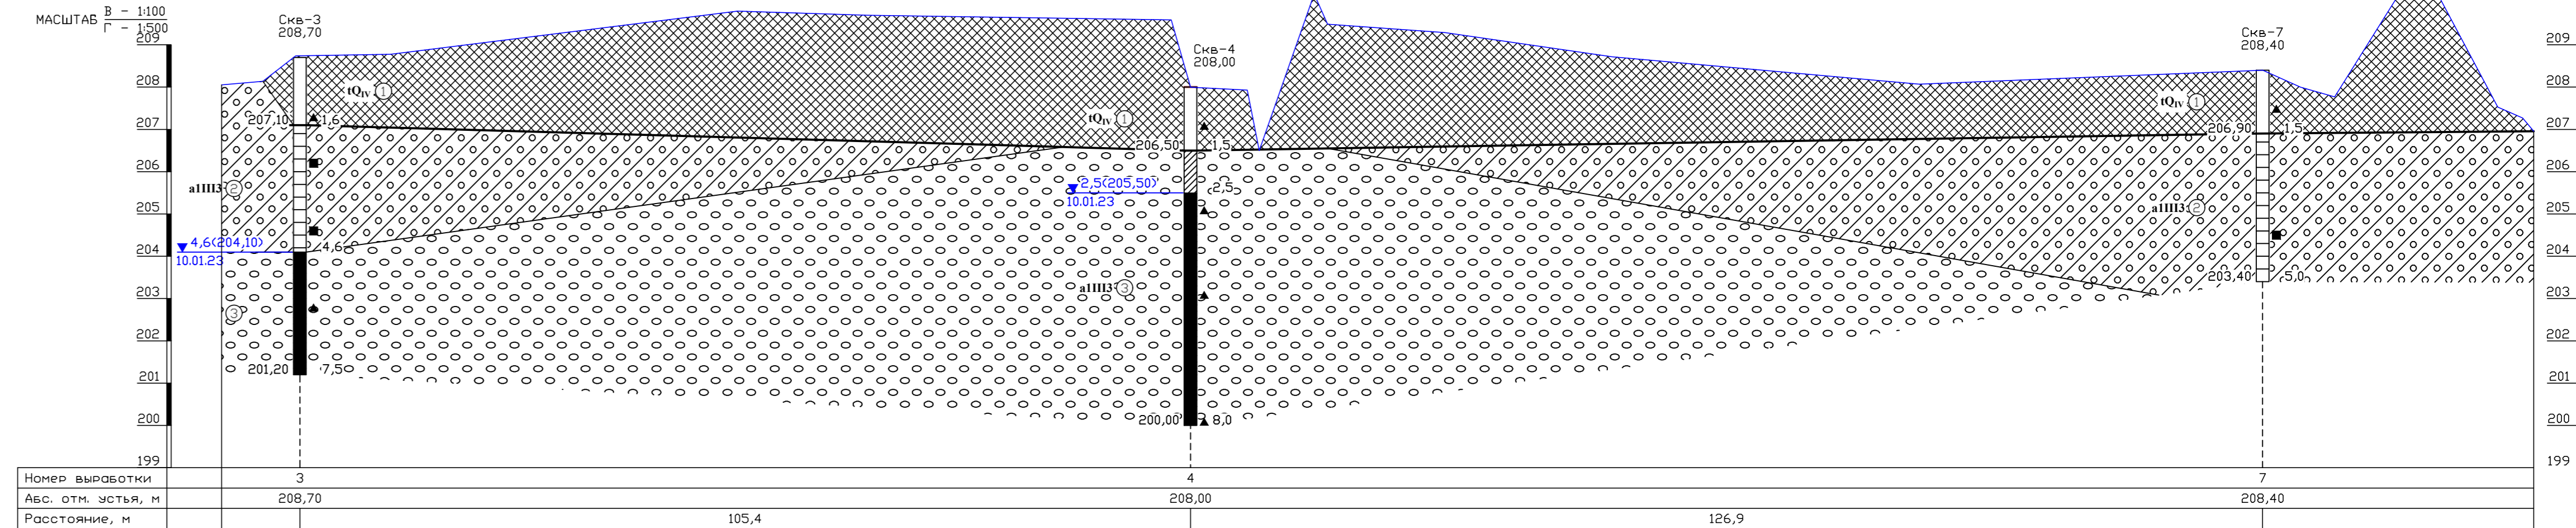 МАСШТАБ В - 1:100
Г - 1:500
Скв-3
208,70
Скв-4
208,00
Скв-7
208,40
209
208
207
206
205
204
203
202
201
200
199
209
208
207
206
205
204
203
202
201
200
199
tQIV 1
207,10 1,6
a1III3 2
4,6(204,10)
10.01.23
4,6
3
201,20 7,5
tQIV 1
206,50 1,5
2,5(205,50)
10.01.23
2,5
a1III3 3
200,00 8,0
tQIV 1
206,90 1,5
a1III3 2
203,40 5,0
Номер выработки 3 4 7
Абс. отм. устья, м 208,70 208,00 208,40
Расстояние, м 105,4 126,9